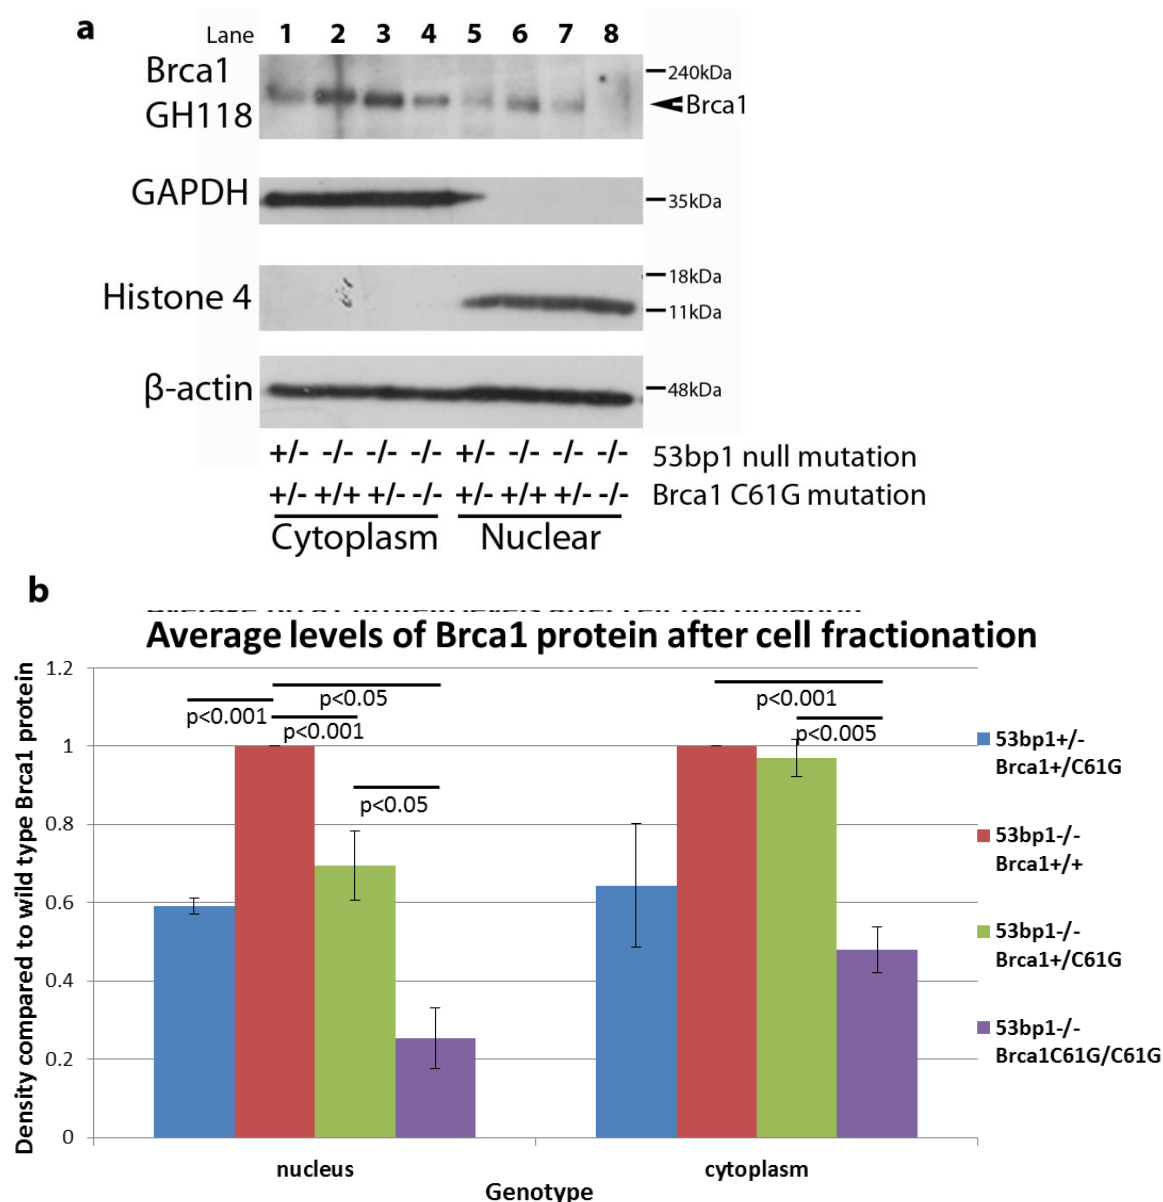 a
Lane 1 2 3 4 5 6 7 8
Brca1
GH118
240kDa
Brca1
GAPDH
35kDa
Histone 4
18kDa
11kDa
β-actin
48kDa
+/- -/- -/- -/- +/- -/- -/- -/- 53bp1 null mutation
+/- +/+ +/- -/- +/- +/+ +/- -/- Brca1 C61G mutation
Cytoplasm Nuclear
b
Average levels of Brca1 protein after cell fractionation
Density compared to wild type Brca1 protein
1.2
1
0.8
0.6
0.4
0.2
0
p<0.001
p<0.05
p<0.001
p<0.05
p<0.001
p<0.005
nucleus
cytoplasm
Genotype
53bp1+/-
Brca1+/C61G
53bp1-/-
Brca1+/+
53bp1-/-
Brca1+/C61G
53bp1-/-
Brca1C61G/C61G